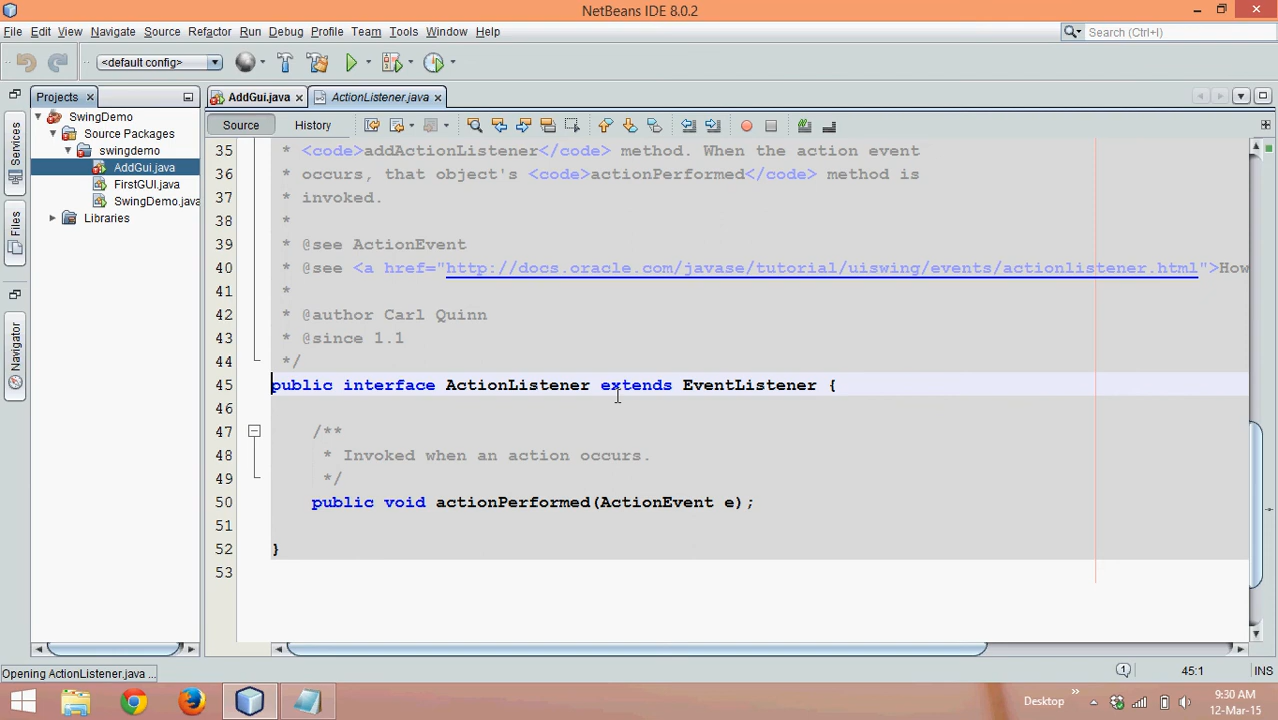 NetBeans IDE 8.0.2
File Edit View Navigate Source Refactor Run Debug Profile Team Tools Window Help
Search (Ctrl+I)
<default config>
Projects
AddGui.java
ActionListener.java
Source
History
Services
Files
Navigator
SwingDemo
Source Packages
swingdemo
AddGui.java
FirstGUI.java
SwingDemo.java
Libraries
35 * <code>addActionListener</code> method. When the action event
36 * occurs, that object's <code>actionPerformed</code> method is
37 * invoked.
38 *
39 * @see ActionEvent
40 * @see <a href="http://docs.oracle.com/javase/tutorial/uiswing/events/actionlistener.html">How
41 *
42 * @author Carl Quinn
43 * @since 1.1
44 */
45 public interface ActionListener extends EventListener {
46
47 /**
48 * Invoked when an action occurs.
49 */
50 public void actionPerformed(ActionEvent e);
51
52 }
53
Opening ActionListener.java ...
1
45:1
INS
Desktop
9:30 AM
12-Mar-15